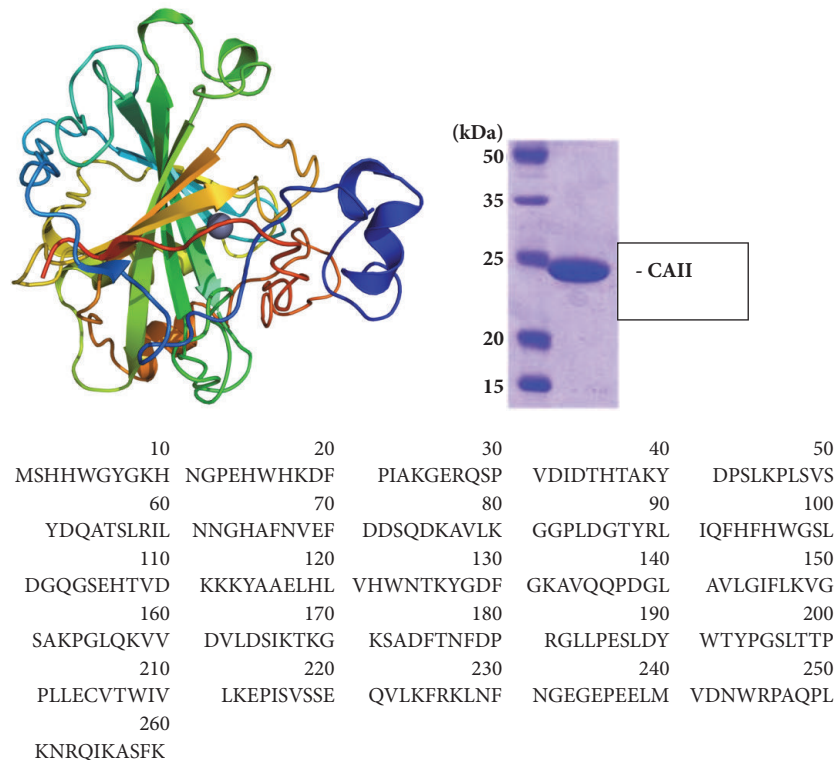 (kDa)
50
35
25
20
15
- CAII
10 20 30 40 50
MSHHWGYGKH NGPEHWHKDF PIAKGERQSP VDIDTHTAKY DPSLKPLSVS
60 70 80 90 100
YDQATSLRIL NNGHAFNVEF DDSQDKAVLK GGPLDGTYRL IQFHFHWGSL
110 120 130 140 150
DGQGSEHTVD KKKYAAELHL VHWNTKYGDF GKAVQQPDGL AVLGIFLKVG
160 170 180 190 200
SAKPGLQKVV DVLDSIKTKG KSADFTNFDP RGLLPESLDY WTYPGSLTTP
210 220 230 240 250
PLLECVTWIV LKEPISVSSE QVLKFRKLNF NGEGEPEELM VDNWRPAQPL
260
KNRQIKASFK